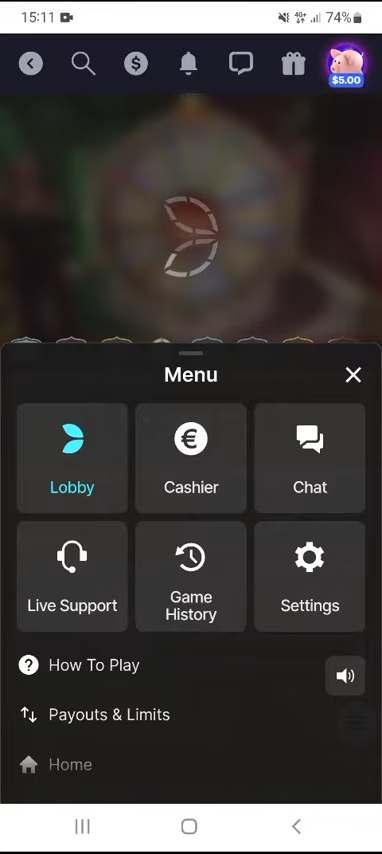 15:11
4G+
74%
$5.00
Menu
Lobby
Cashier
Chat
Live Support
Game
History
Settings
How To Play
Payouts & Limits
Home